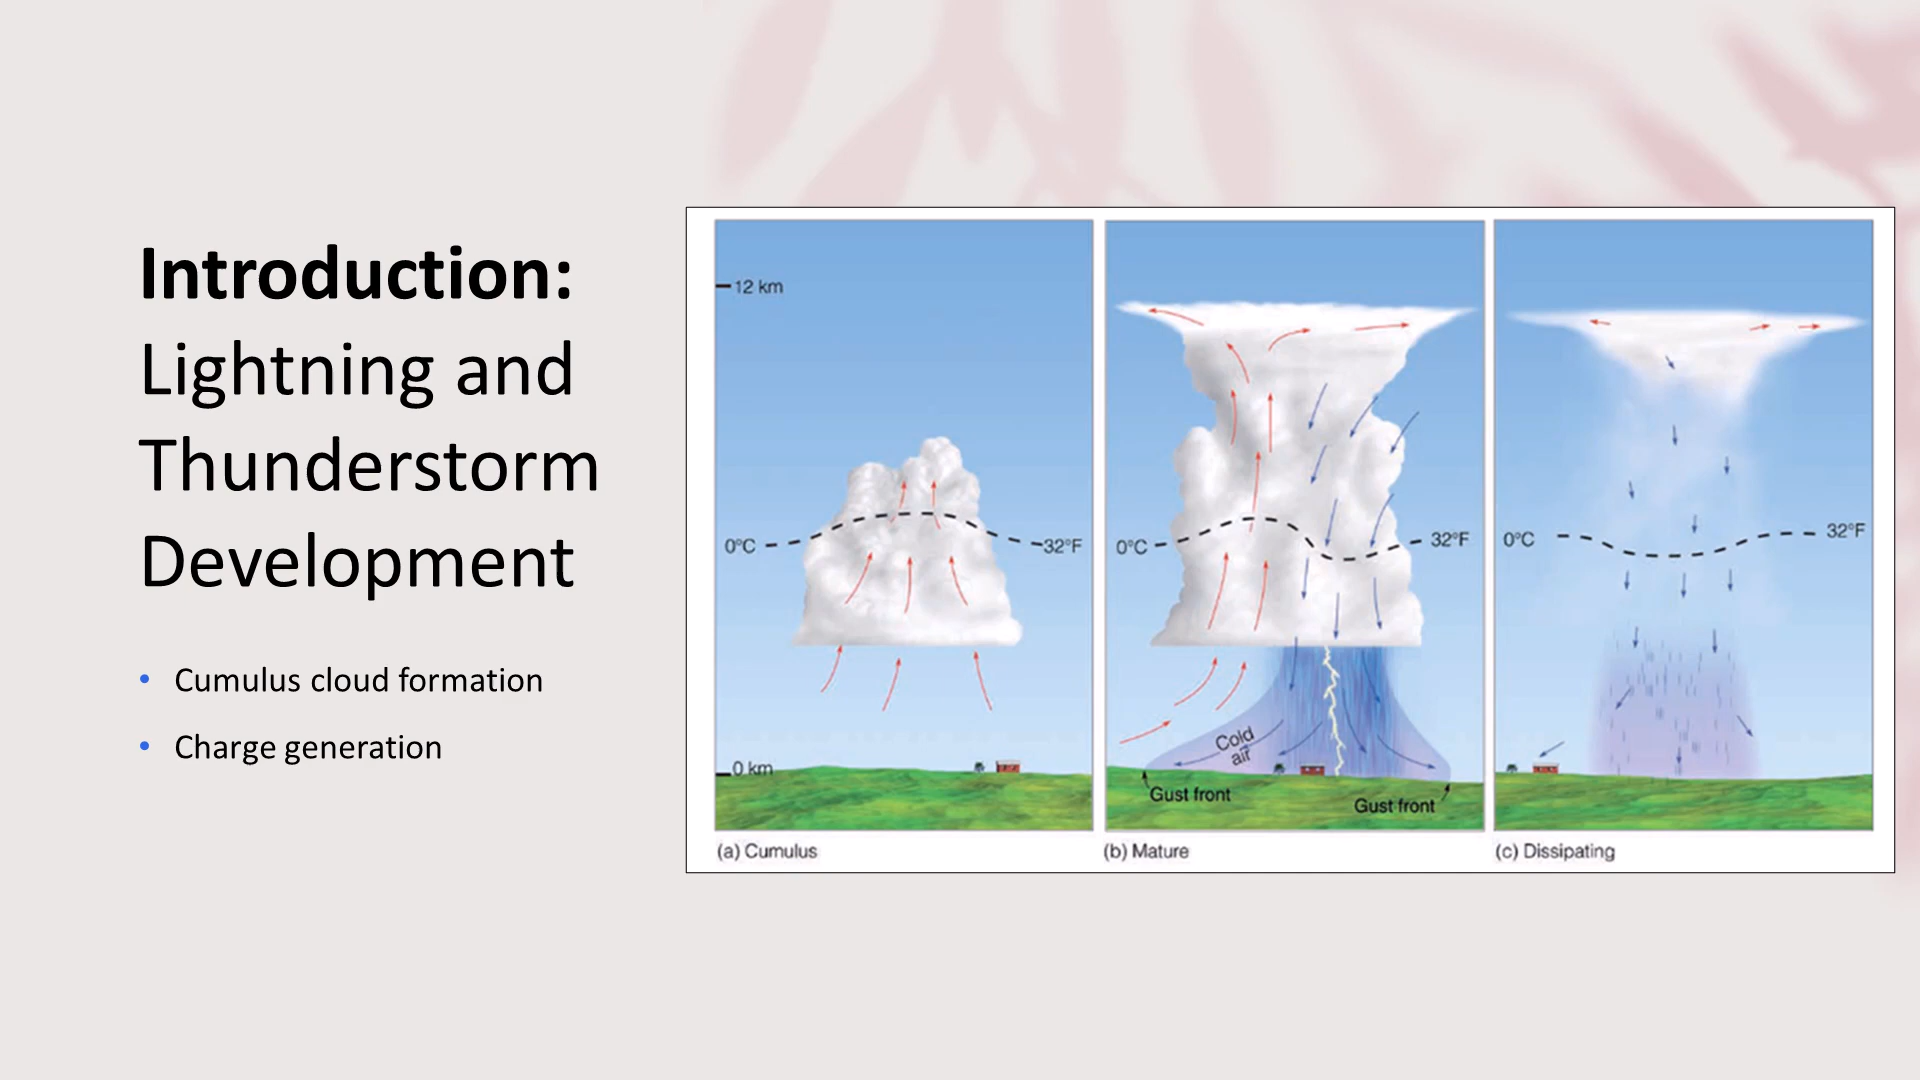 Introduction:
Lightning and
Thunderstorm
Development
• Cumulus cloud formation
• Charge generation
12 km
0°C
32°F
0 km
(a) Cumulus
0°C
32°F
Cold
air
Gust front
Gust front
(b) Mature
0°C
32°F
(c) Dissipating